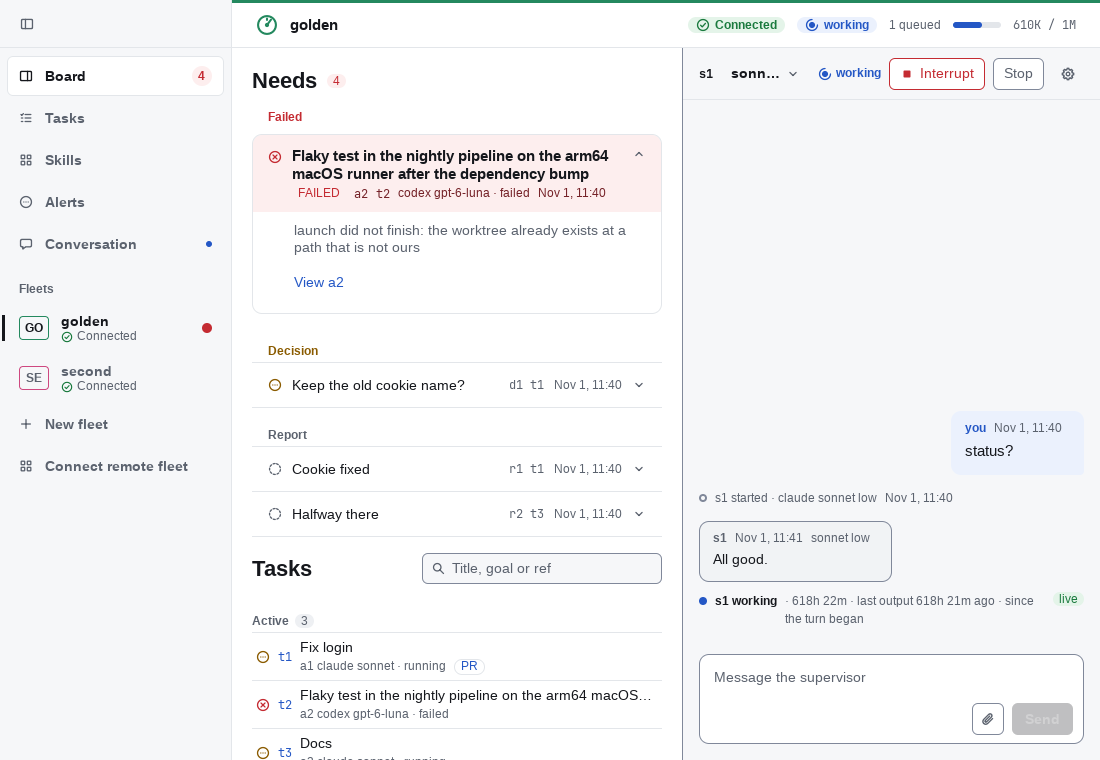 golden
Connected
working
1 queued
610K / 1M
Board
4
Tasks
Skills
Alerts
Conversation
Fleets
GO
golden
Connected
SE
second
Connected
New fleet
Connect remote fleet
Needs
4
Failed
Flaky test in the nightly pipeline on the arm64
macOS runner after the dependency bump
FAILED a2 t2 codex gpt-6-luna · failed Nov 1, 11:40
launch did not finish: the worktree already exists at a
path that is not ours
View a2
Decision
Keep the old cookie name? d1 t1 Nov 1, 11:40
Report
Cookie fixed r1 t1 Nov 1, 11:40
Halfway there r2 t3 Nov 1, 11:40
Tasks
Title, goal or ref
Active 3
t1 Fix login
a1 claude sonnet · running PR
t2 Flaky test in the nightly pipeline on the arm64 macOS…
a2 codex gpt-6-luna · failed
t3 Docs
s1 sonn… working Interrupt Stop
you Nov 1, 11:40
status?
s1 started · claude sonnet low Nov 1, 11:40
s1 Nov 1, 11:41 sonnet low
All good.
s1 working · 618h 22m · last output 618h 21m ago · since
the turn began
live
Message the supervisor
Send